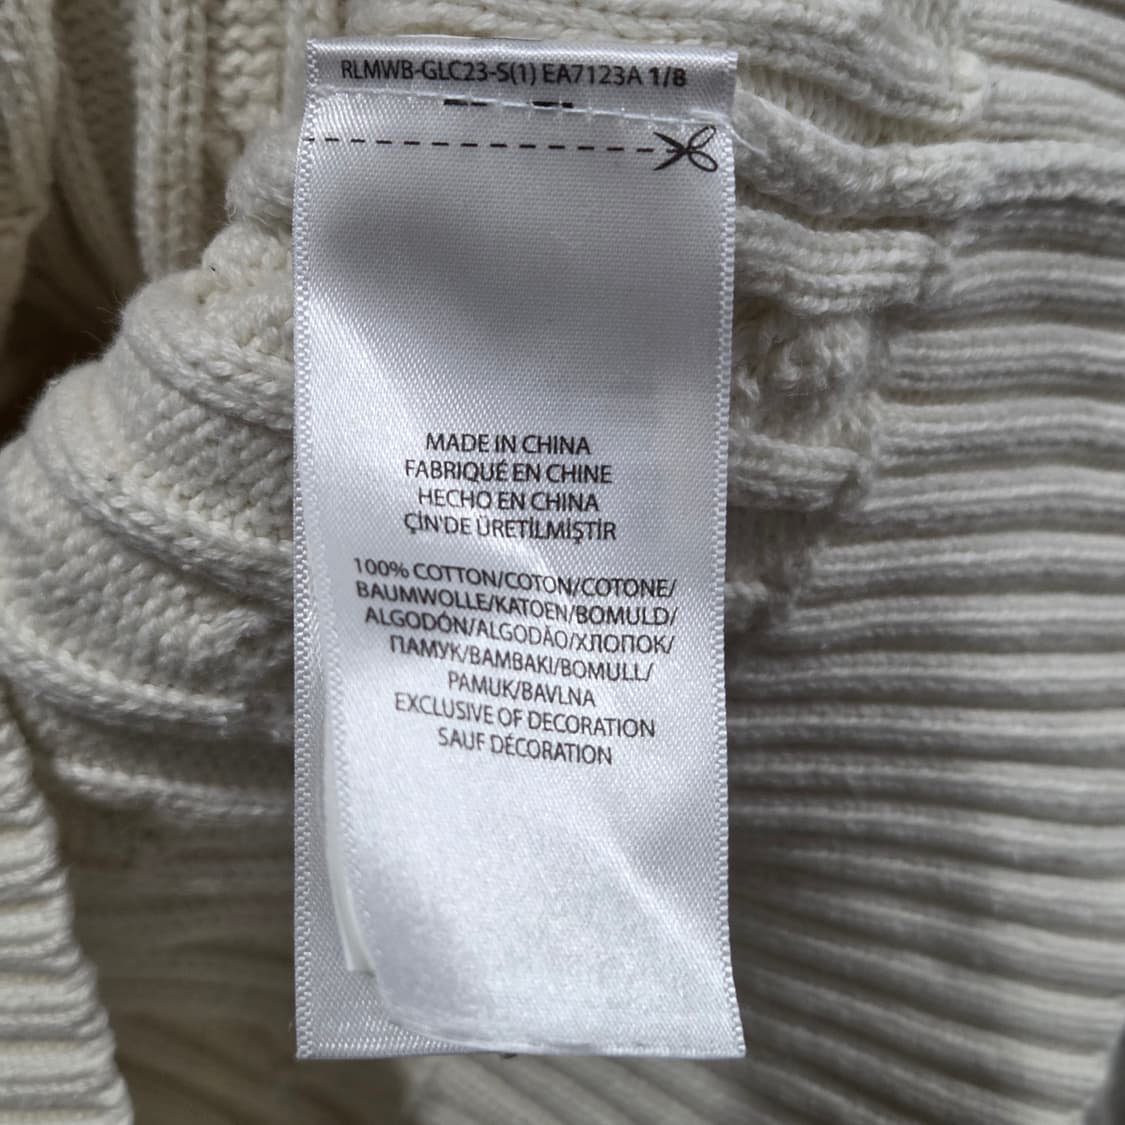 RLMWB-GLC23-S(1) EA7123A 1/8
MADE IN CHINA
FABRIQUÉ EN CHINE
HECHO EN CHINA
ÇİN'DE ÜRETİLMİŞTİR
100% COTTON/COTON/COTONE/
BAUMWOLLE/KATOEN/BOMULD/
ALGODÓN/ALGODÃO/ХЛОПОК/
ПАМУК/BAMBAKI/BOMULL/
PAMUK/BAVLNA
EXCLUSIVE OF DECORATION
SAUF DÉCORATION